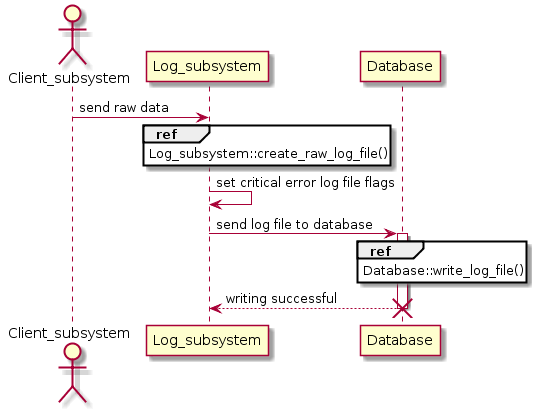 Client_subsystem
Log_subsystem
Database
send raw data
ref
Log_subsystem::create_raw_log_file()
set critical error log file flags
send log file to database
ref
Database::write_log_file()
writing successful
Client_subsystem
Log_subsystem
Database